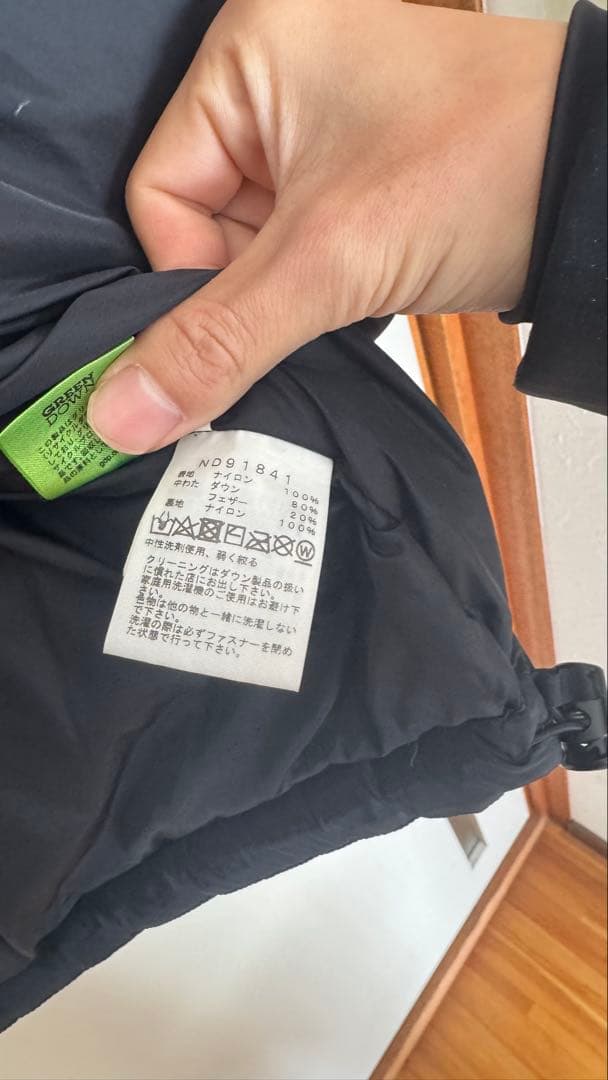 GREEN
DOWN
ND91841
表地 ナイロン 100%
中わた ダウン 80%
フェザー 20%
裏地 ナイロン 100%
W
中性洗剤使用、弱く絞る
クリーニングはダウン製品の扱い
に慣れた店にお出し下さい。
家庭用洗濯機のご使用はお避け下
さい。
色物は他の物と一緒に洗濯しない
で下さい。
洗濯の際は必ずファスナーを閉め
た状態で行って下さい。